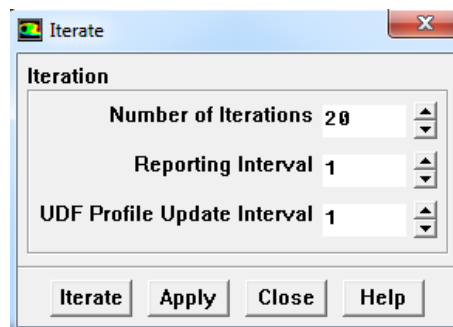 Iterate
Iteration
Number of Iterations 20
Reporting Interval 1
UDF Profile Update Interval 1
Iterate Apply Close Help